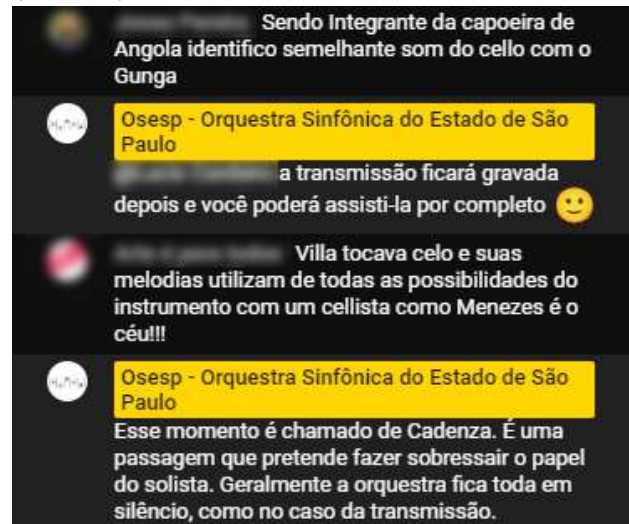 Sendo Integrante da capoeira de
Angola identifico semelhante som do cello com o
Gunga
Osesp - Orquestra Sinfônica do Estado de São
Paulo
a transmissão ficará gravada
depois e você poderá assisti-la por completo 🙂
Villa tocava celo e suas
melodias utilizam de todas as possibilidades do
instrumento com um cellista como Menezes é o
céu!!!
Osesp - Orquestra Sinfônica do Estado de São
Paulo
Esse momento é chamado de Cadenza. É uma
passagem que pretende fazer sobressair o papel
do solista. Geralmente a orquestra fica toda em
silêncio, como no caso da transmissão.